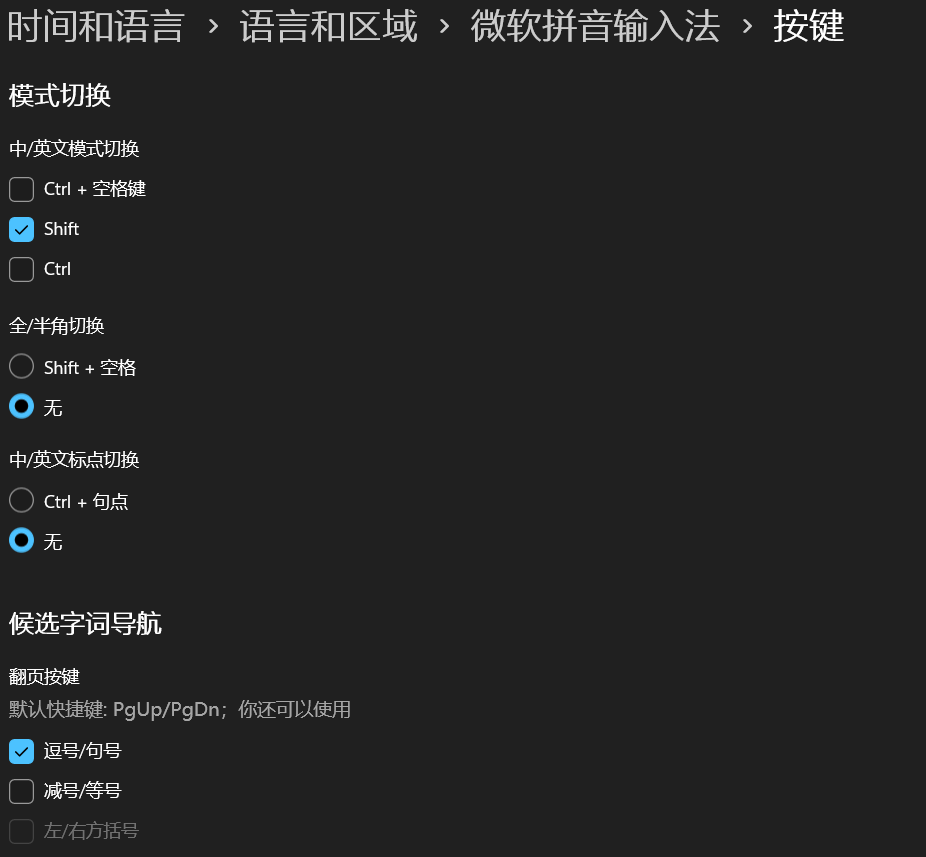 时间和语言 › 语言和区域 › 微软拼音输入法 › 按键
模式切换
中/英文模式切换
Ctrl + 空格键
Shift
Ctrl
全/半角切换
Shift + 空格
无
中/英文标点切换
Ctrl + 句点
无
候选字词导航
翻页按键
默认快捷键: PgUp/PgDn；你还可以使用
逗号/句号
减号/等号
左/右方括号